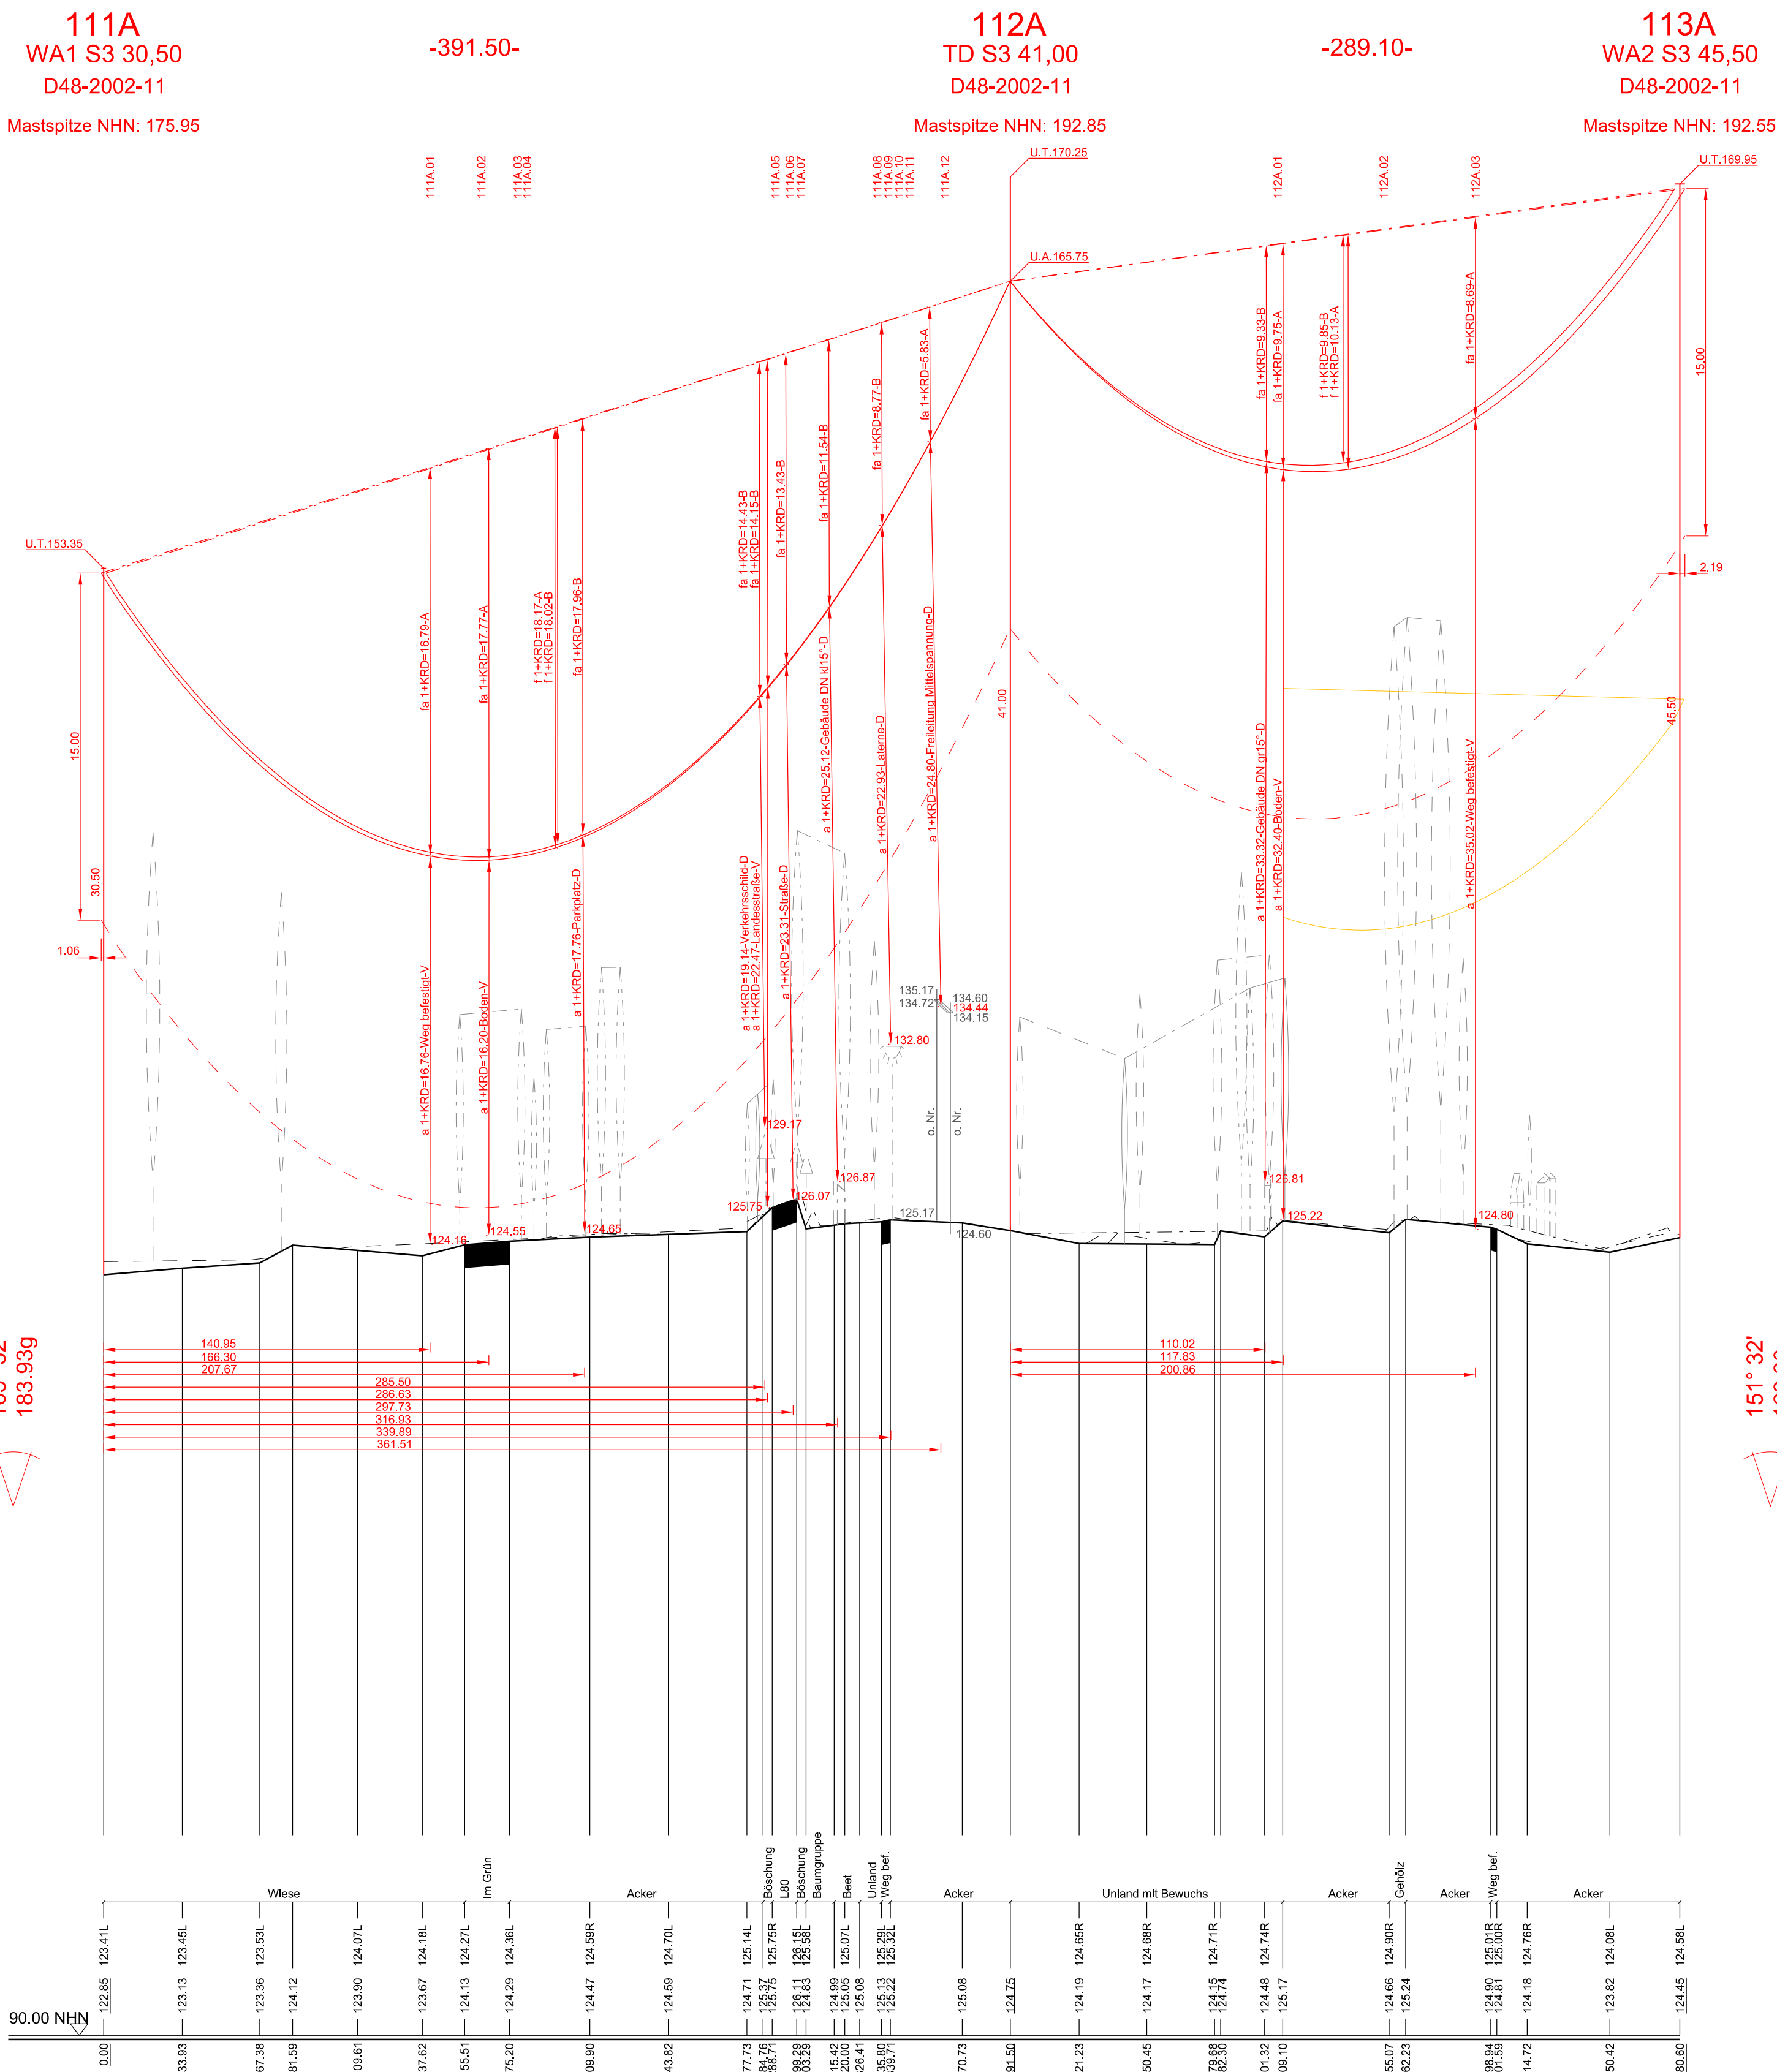 111A
WA1 S3 30,50
D48-2002-11
Mastspitze NHN: 175.95
-391.50-
112A
TD S3 41,00
D48-2002-11
Mastspitze NHN: 192.85
-289.10-
113A
WA2 S3 45,50
D48-2002-11
Mastspitze NHN: 192.55
111A.01
111A.02
111A.03
111A.04
111A.05
111A.06
111A.07
111A.08
111A.09
111A.10
111A.11
111A.12
112A.01
112A.02
112A.03
U.T.170.25
U.T.169.95
U.A.165.75
U.T.153.35
fa 1+KRD=16.79-A
fa 1+KRD=17.77-A
f 1+KRD=18.17-A
f 1+KRD=18.02-B
fa 1+KRD=17.96-B
fa 1+KRD=14.43-B
fa 1+KRD=14.15-B
fa 1+KRD=13.43-B
fa 1+KRD=11.54-B
fa 1+KRD=8.77-B
fa 1+KRD=5.83-A
fa 1+KRD=9.33-B
fa 1+KRD=9.75-A
f 1+KRD=9.85-B
f 1+KRD=10.13-A
fa 1+KRD=8.69-A
15.00
2.19
15.00
30.50
1.06
41.00
45.50
a 1+KRD=16.76-Weg befestigt-V
a 1+KRD=16.20-Boden-V
a 1+KRD=17.76-Parkplatz-D
a 1+KRD=19.14-Verkehrsschild-D
a 1+KRD=22.47-Landesstraße-V
a 1+KRD=23.31-Straße-D
a 1+KRD=25.12-Gebäude DN kl15°-D
a 1+KRD=22.93-Laterne-D
a 1+KRD=24.80-Freileitung Mittelspannung-D
a 1+KRD=33.32-Gebäude DN gr15°-D
a 1+KRD=32.40-Boden-V
a 1+KRD=35.02-Weg befestigt-V
135.17
134.72
134.60
134.44
134.15
132.80
o. Nr.
o. Nr.
129.17
126.87
126.81
125.75
126.07
125.17
124.60
124.16
124.55
124.65
125.22
124.80
140.95
166.30
207.67
285.50
286.63
297.73
316.93
339.89
361.51
110.02
117.83
200.86
183.93g
151° 32'
Wiese
Im Grün
Acker
Böschung
L80
Böschung
Baumgruppe
Beet
Unland
Weg bef.
Acker
Unland mit Bewuchs
Acker
Gehölz
Acker
Weg bef.
Acker
123.41L
123.45L
123.53L
124.07L
124.18L
124.27L
124.36L
124.59R
124.70L
125.14L
125.75R
126.15L
125.58L
125.07L
125.29L
125.32L
124.65R
124.68R
124.71R
124.74R
124.90R
125.01R
125.00R
124.76R
124.08L
124.58L
122.85
123.13
123.36
124.12
123.90
123.67
124.13
124.29
124.47
124.59
124.71
125.37
125.75
126.11
124.83
124.99
125.05
125.08
125.13
125.22
125.08
124.75
124.19
124.17
124.15
124.74
124.48
125.17
124.66
125.24
124.90
124.81
124.18
123.82
124.45
90.00 NHN
0.00
33.93
67.38
81.59